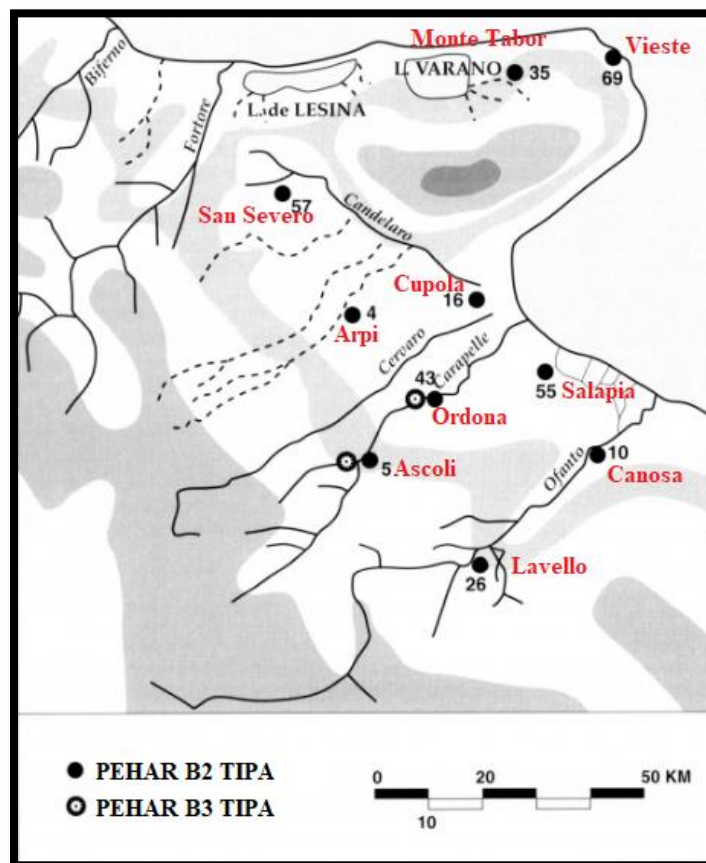 Monte Tabor
Vieste
Biferno
L. VARANO
35
69
L. de LESINA
Fortore
San Severo
57
Candelaro
Cupola
16
4
Arpi
Cervaro
Carapelle
43
Ordona
55
Salapia
5
Ascoli
Ofanto
10
Canosa
Lavello
26
PEHAR B2 TIPA
PEHAR B3 TIPA
0 20 50 KM
10